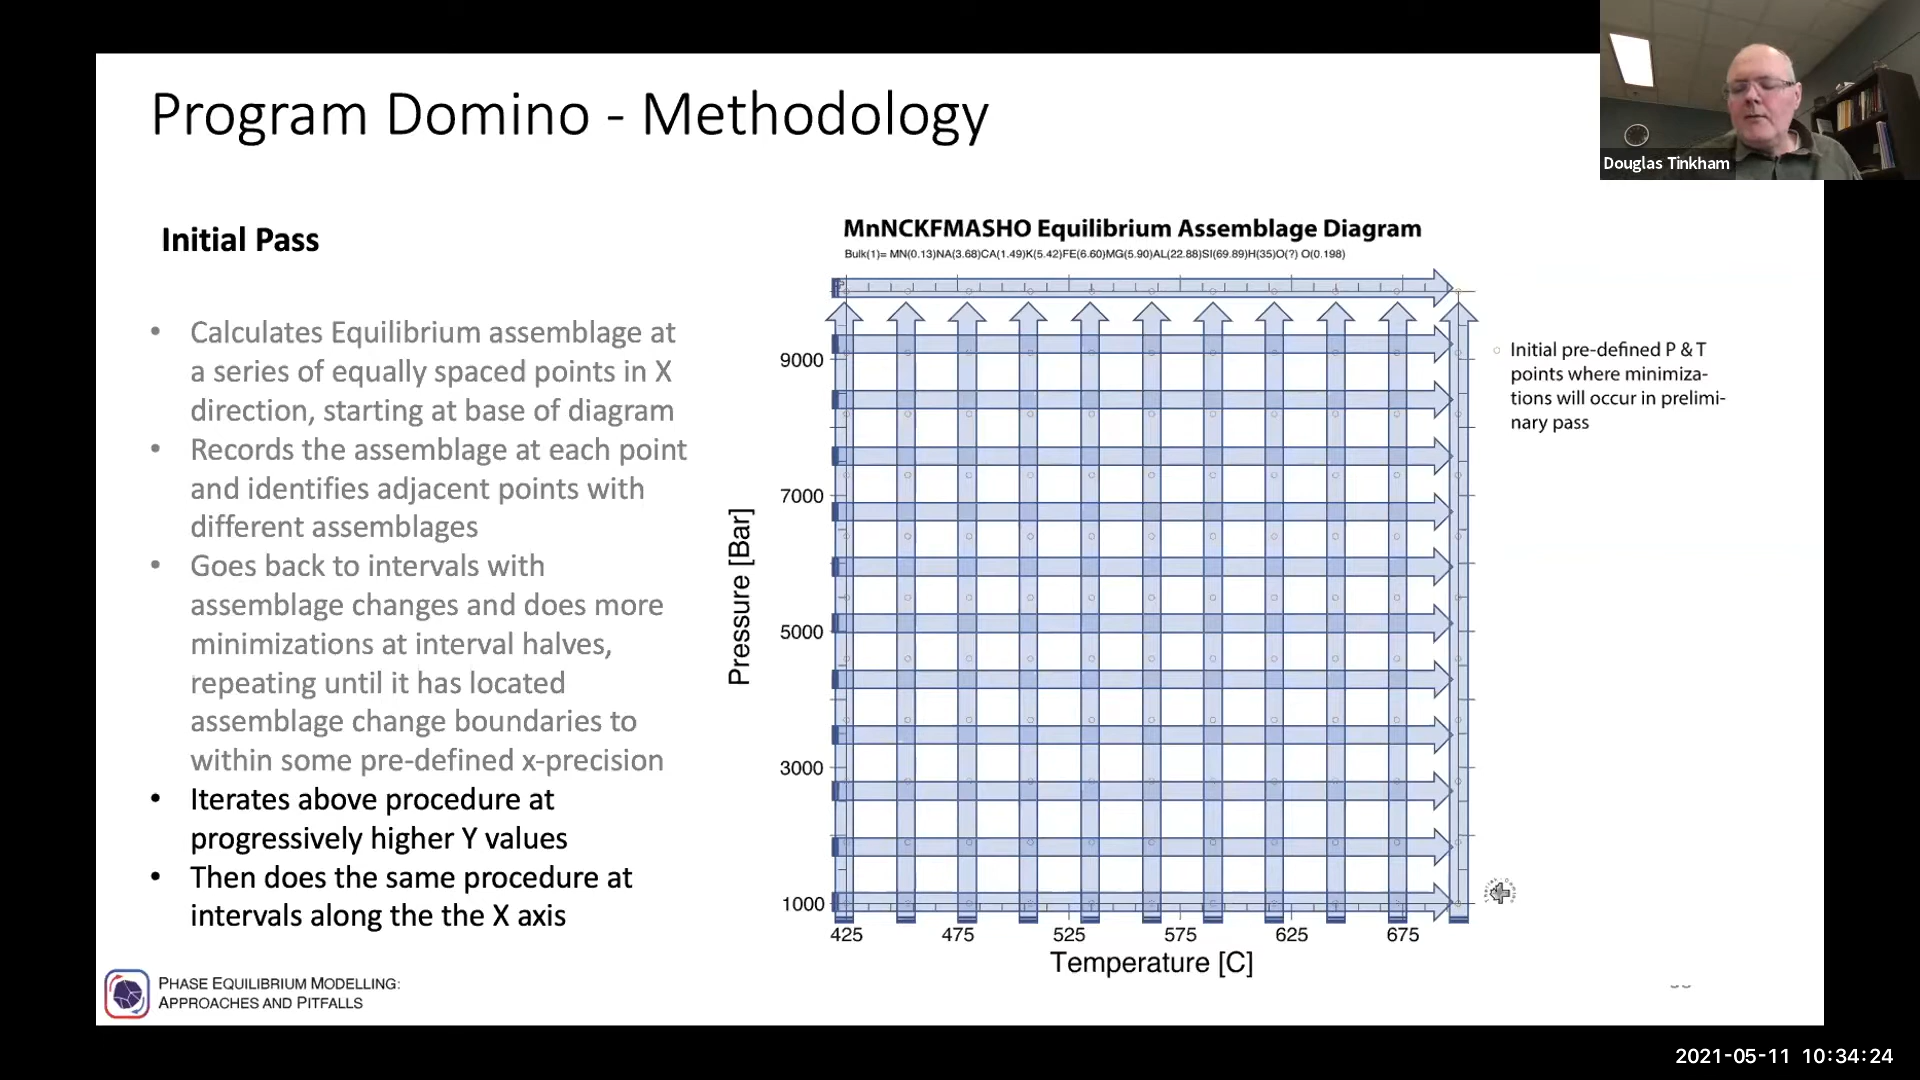 Program Domino - Methodology
Douglas Tinkham
Initial Pass
• Calculates Equilibrium assemblage at
a series of equally spaced points in X
direction, starting at base of diagram
• Records the assemblage at each point
and identifies adjacent points with
different assemblages
• Goes back to intervals with
assemblage changes and does more
minimizations at interval halves,
repeating until it has located
assemblage change boundaries to
within some pre-defined x-precision
• Iterates above procedure at
progressively higher Y values
• Then does the same procedure at
intervals along the the X axis
MnNCKFMASHO Equilibrium Assemblage Diagram
Bulk(1)= MN(0.13)NA(3.68)CA(1.49)K(5.42)FE(6.60)MG(5.90)AL(22.88)SI(69.89)H(35)O(?) O(0.198)
Pressure [Bar]
9000
7000
5000
3000
1000
425 475 525 575 625 675
Temperature [C]
Initial pre-defined P & T
points where minimiza-
tions will occur in prelimi-
nary pass
PHASE EQUILIBRIUM MODELLING:
APPROACHES AND PITFALLS
2021-05-11 10:34:24